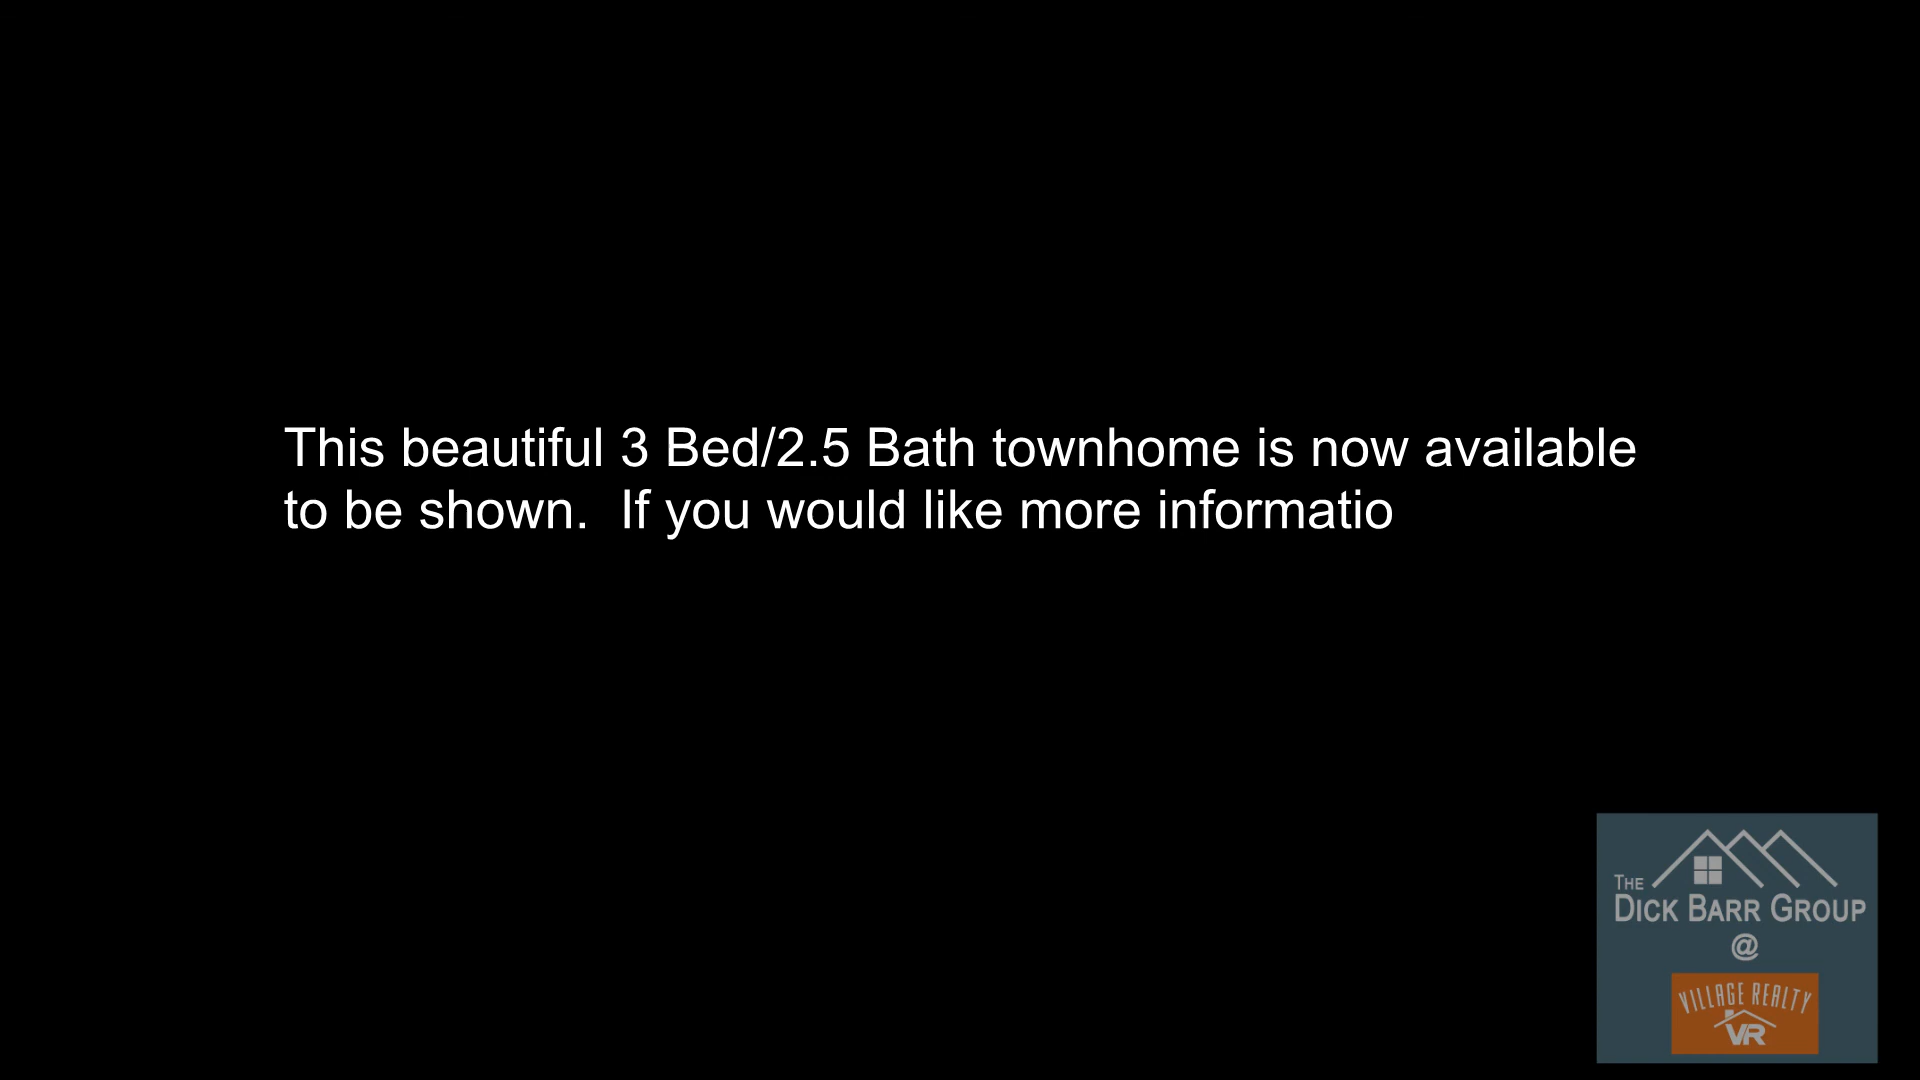 This beautiful 3 Bed/2.5 Bath townhome is now available
to be shown.  If you would like more informatio
THE
DICK BARR GROUP
@
VILLAGE REALTY
VR